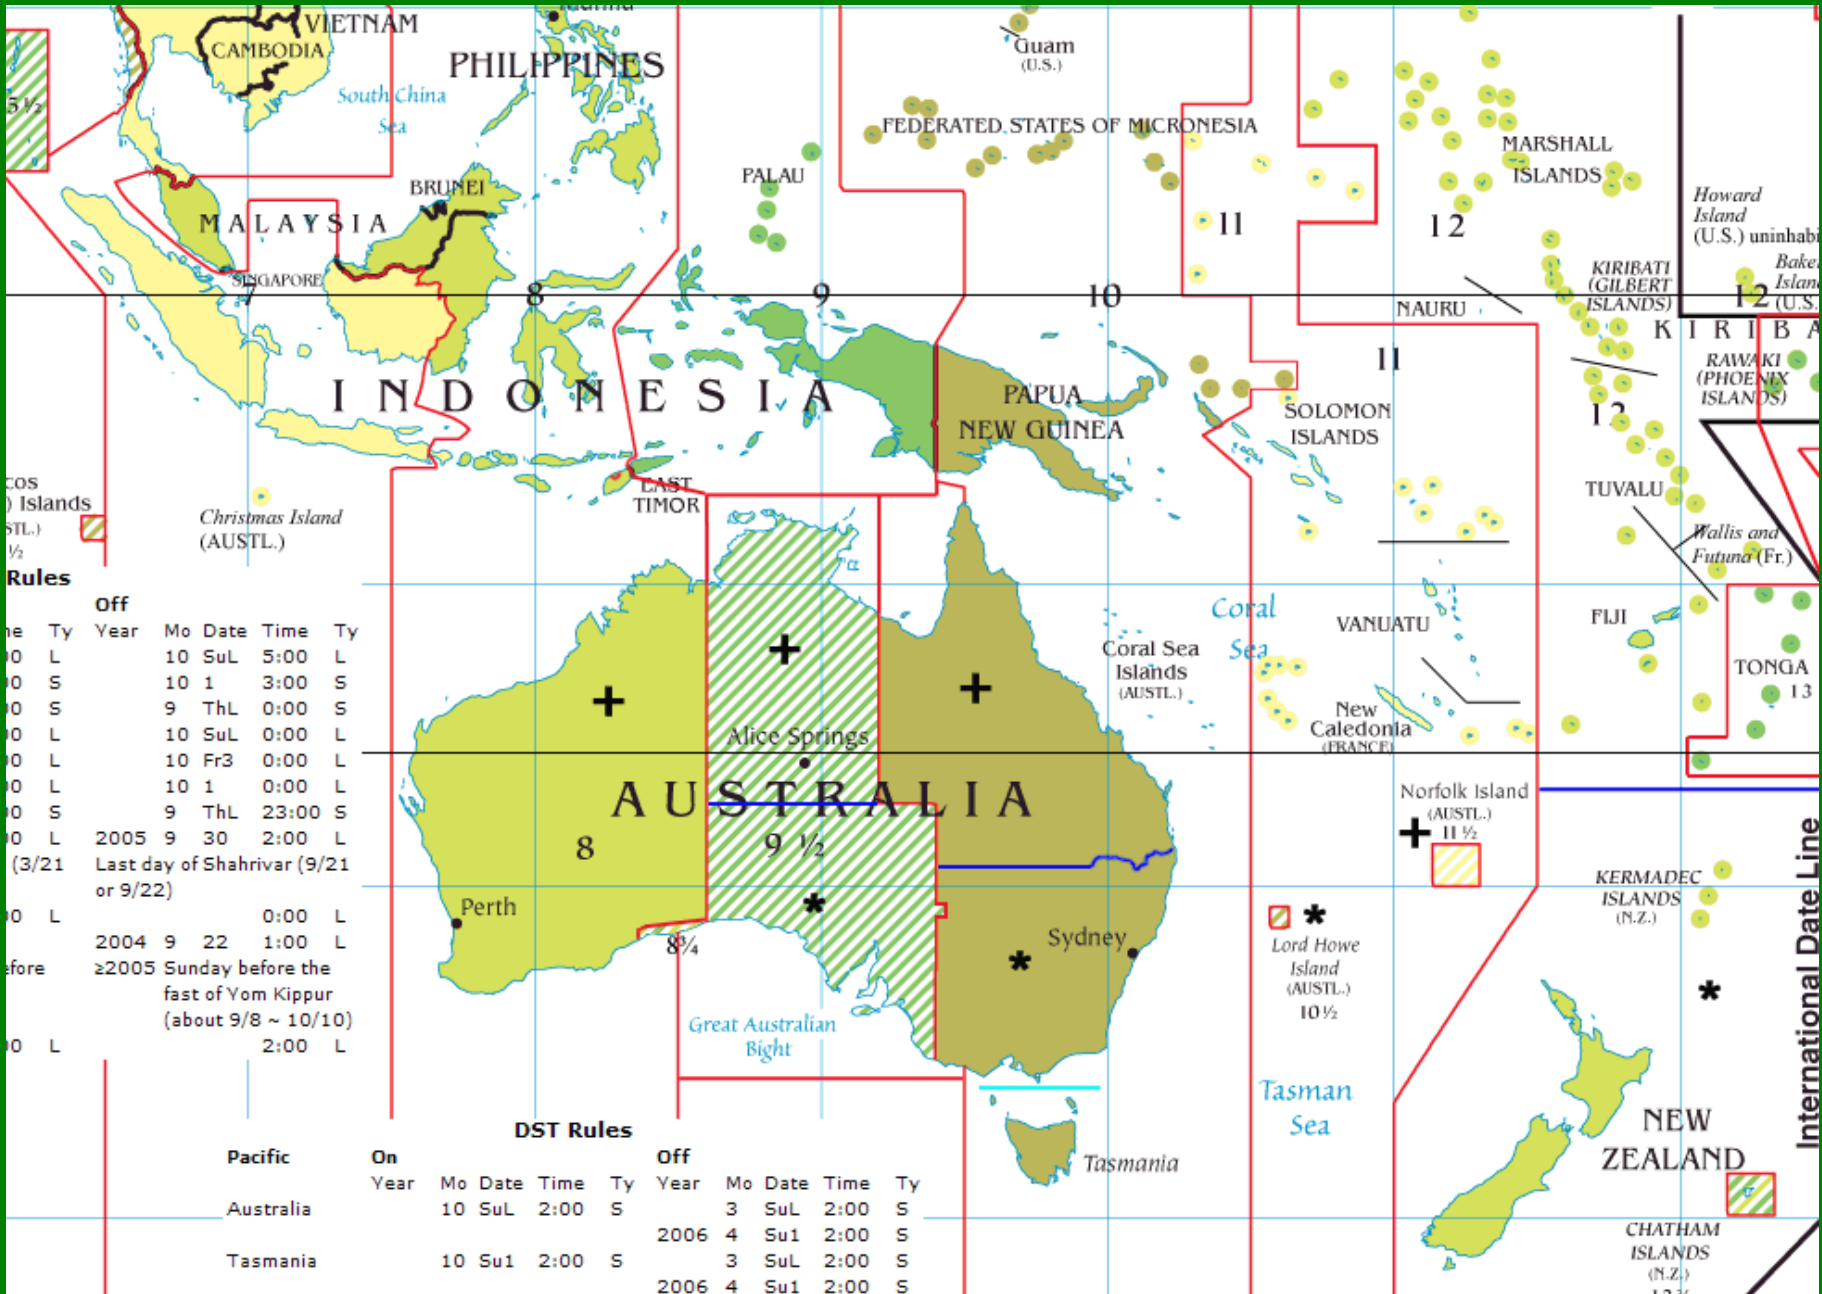 VIETNAM
CAMBODIA
PHILIPPINES
South China
Sea
5 ½
Guam
(U.S.)
FEDERATED STATES OF MICRONESIA
MARSHALL
ISLANDS
PALAU
BRUNEI
MALAYSIA
SINGAPORE
Howard
Island
(U.S.)
11
12
KIRIBATI
(GILBERT
ISLANDS)
7
8
9
10
12
(U.S.
NAURU
RAWAKI
(PHOENIX
ISLANDS)
11
INDONESIA
PAPUA
NEW GUINEA
SOLOMON
ISLANDS
12
EAST
TIMOR
TUVALU
Islands
Christmas Island
(AUSTL.)
Wallis and
Futuna (Fr.)
Coral
Sea
VANUATU
FIJI
Coral Sea
Islands
(AUSTL.)
TONGA
13
New
Caledonia
(FRANCE)
Alice Springs
AUSTRALIA
8
9 ½
Norfolk Island
(AUSTL.)
11 ½
Perth
8¾
Sydney
KERMADEC
ISLANDS
(N.Z.)
Lord Howe
Island
(AUSTL.)
10 ½
Great Australian
Bight
Tasman
Sea
International Date Line
Tasmania
NEW
ZEALAND
CHATHAM
ISLANDS
(N.Z.)
Rules
Off
Ty Year Mo Date Time Ty
L 10 SuL 5:00 L
S 10 1 3:00 S
S 9 ThL 0:00 S
L 10 SuL 0:00 L
L 10 Fr3 0:00 L
L 10 1 0:00 L
S 9 ThL 23:00 S
L 2005 9 30 2:00 L
(3/21 Last day of Shahrivar (9/21
or 9/22)
L 0:00 L
2004 9 22 1:00 L
≥2005 Sunday before the
fast of Yom Kippur
(about 9/8 ~ 10/10)
L 2:00 L
DST Rules
Pacific On Off
Year Mo Date Time Ty Year Mo Date Time Ty
Australia 10 SuL 2:00 S 3 SuL 2:00 S
2006 4 Su1 2:00 S
Tasmania 10 Su1 2:00 S 3 SuL 2:00 S
2006 4 Su1 2:00 S